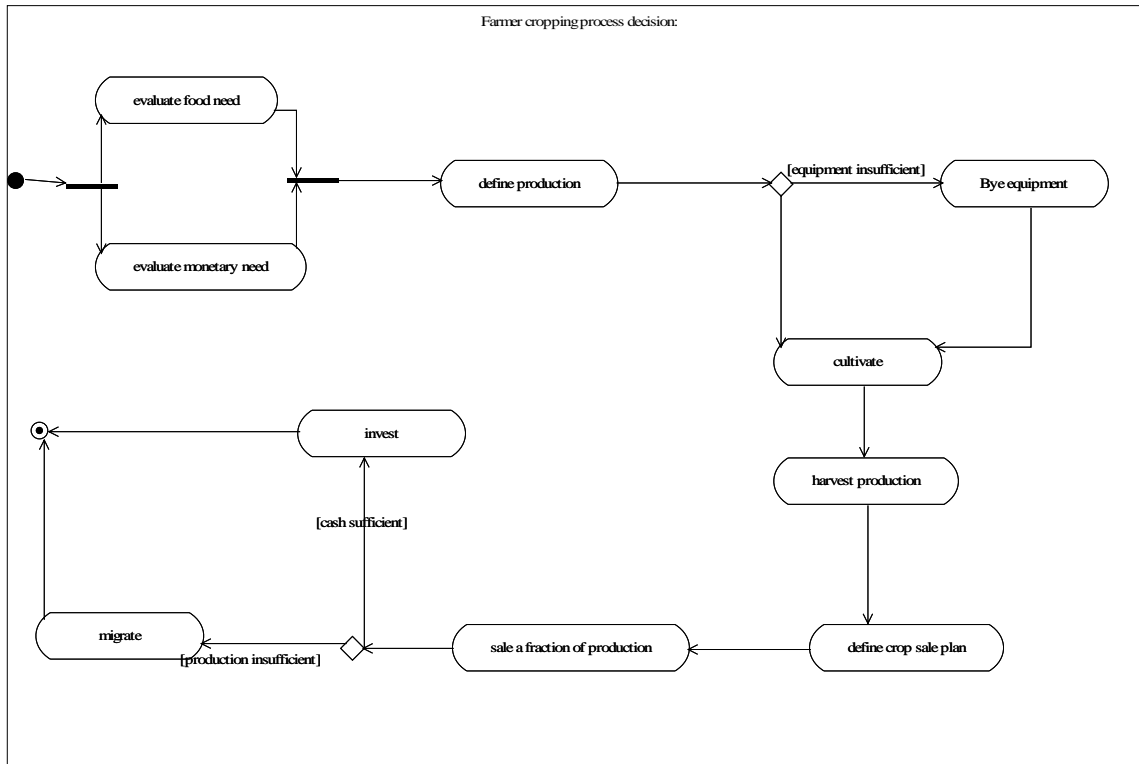 Farmer cropping process decision:
evaluate food need
evaluate monetary need
define production
[equipment insufficient]
Bye equipment
cultivate
harvest production
define crop sale plan
sale a fraction of production
[production insufficient]
migrate
[cash sufficient]
invest